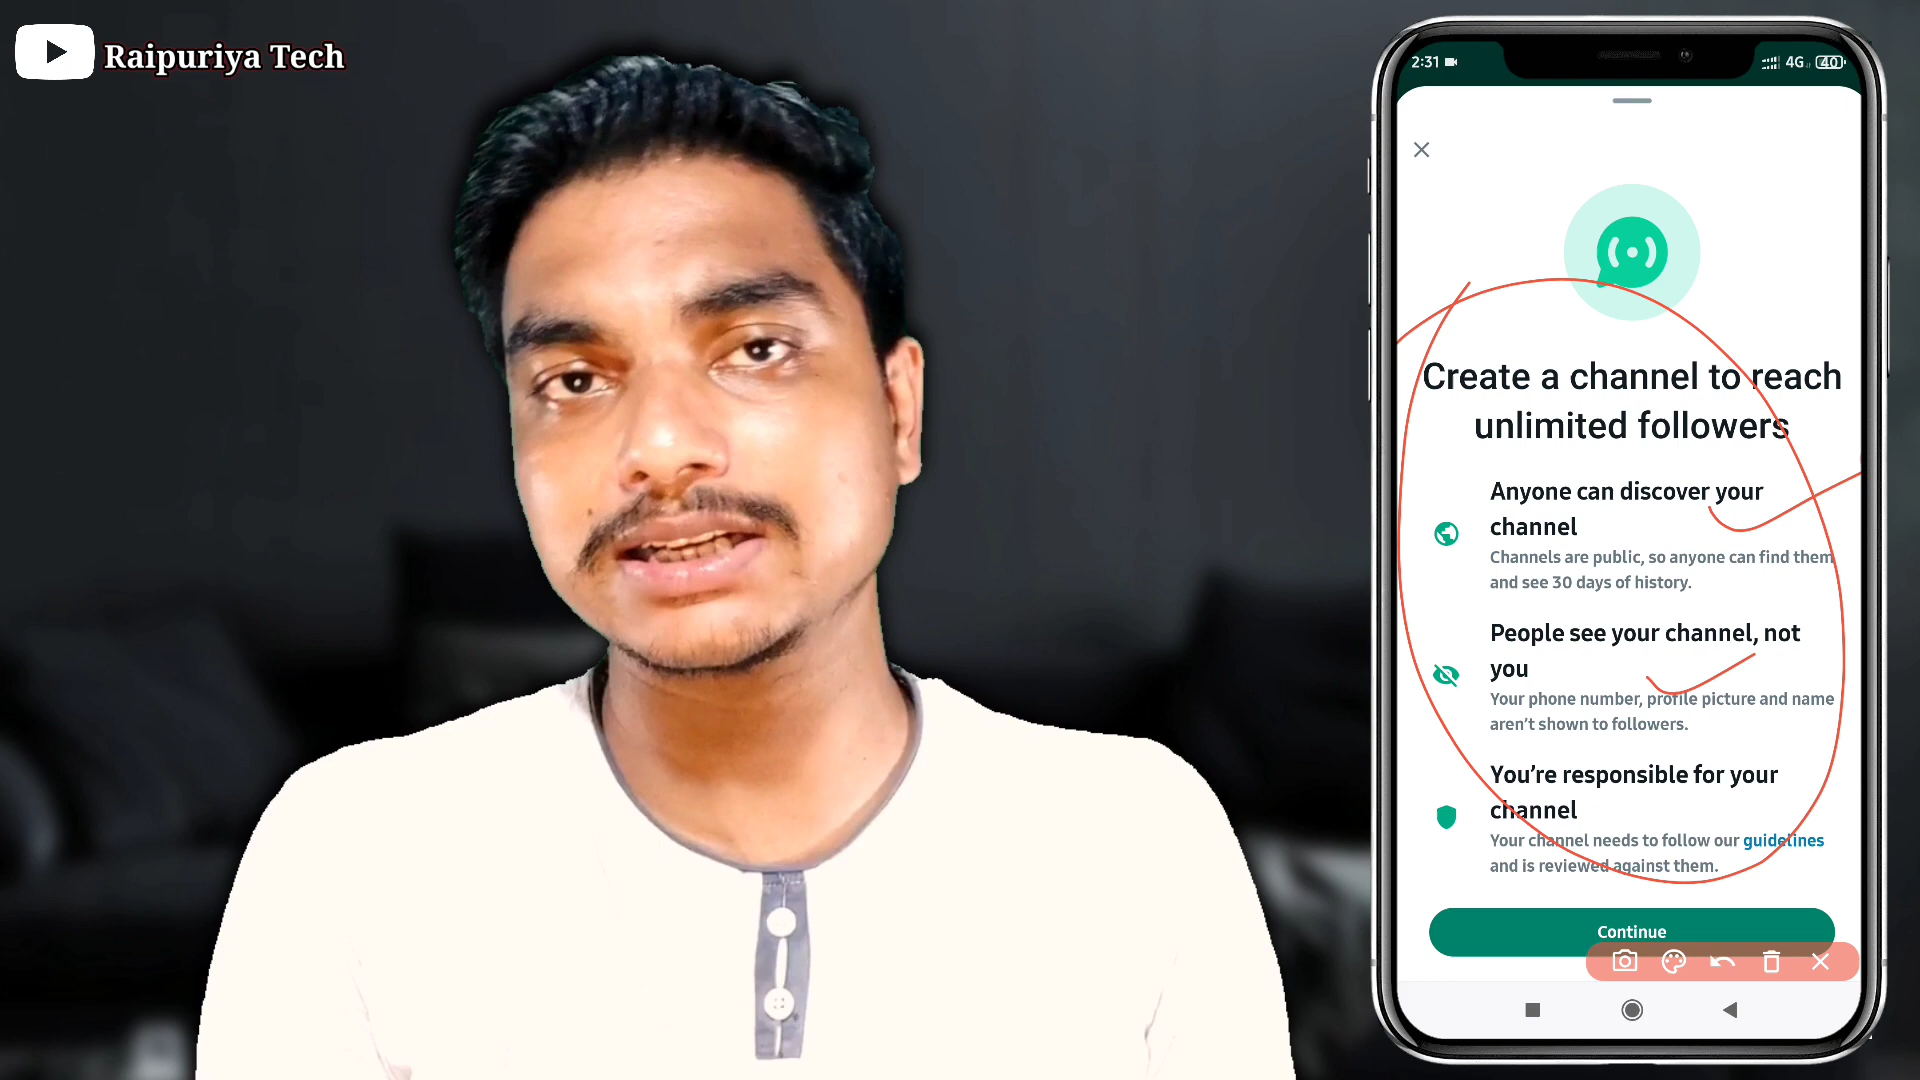 Raipuriya Tech
2:31
4G
40
Create a channel to reach
unlimited followers
Anyone can discover your
channel
Channels are public, so anyone can find them
and see 30 days of history.
People see your channel, not
you
Your phone number, profile picture and name
aren't shown to followers.
You're responsible for your
channel
Your channel needs to follow our guidelines
and is reviewed against them.
Continue